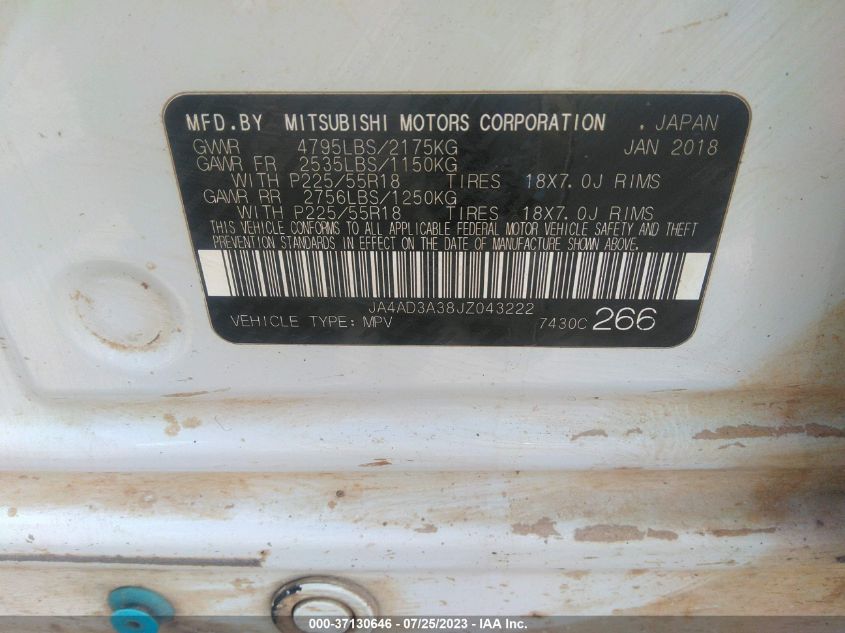 MFD.BY MITSUBISHI MOTORS CORPORATION , JAPAN
GVWR 4795LBS/2175KG JAN 2018
GAWR FR 2535LBS/1150KG
WITH P225/55R18 TIRES 18X7.0J RIMS
GAWR RR 2756LBS/1250KG
WITH P225/55R18 TIRES 18X7.0J RIMS
THIS VEHICLE CONFORMS TO ALL APPLICABLE FEDERAL MOTOR VEHICLE SAFETY AND THEFT
PREVENTION STANDARDS IN EFFECT ON THE DATE OF MANUFACTURE SHOWN ABOVE.
JA4AD3A38JZ043222
VEHICLE TYPE: MPV 7430C 266
000-37130646 / 07/25/2023 - IAA Inc.